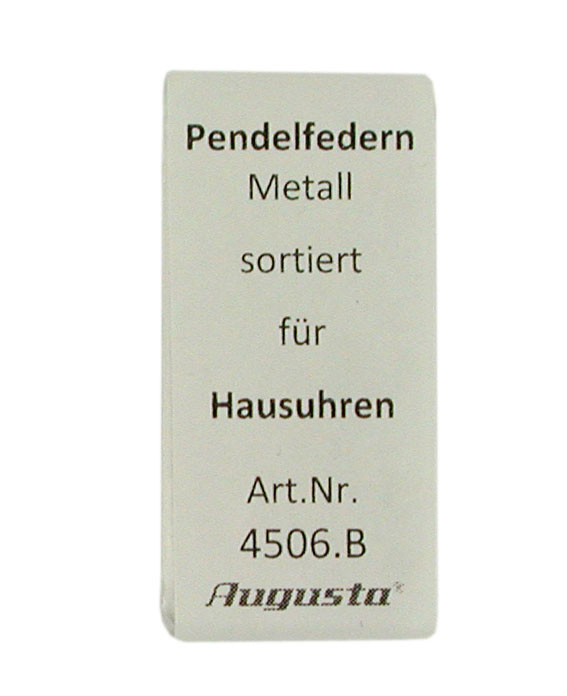 Pendelfedern
Metall
sortiert
für
Hausuhren
Art.Nr.
4506.B
Augusta®